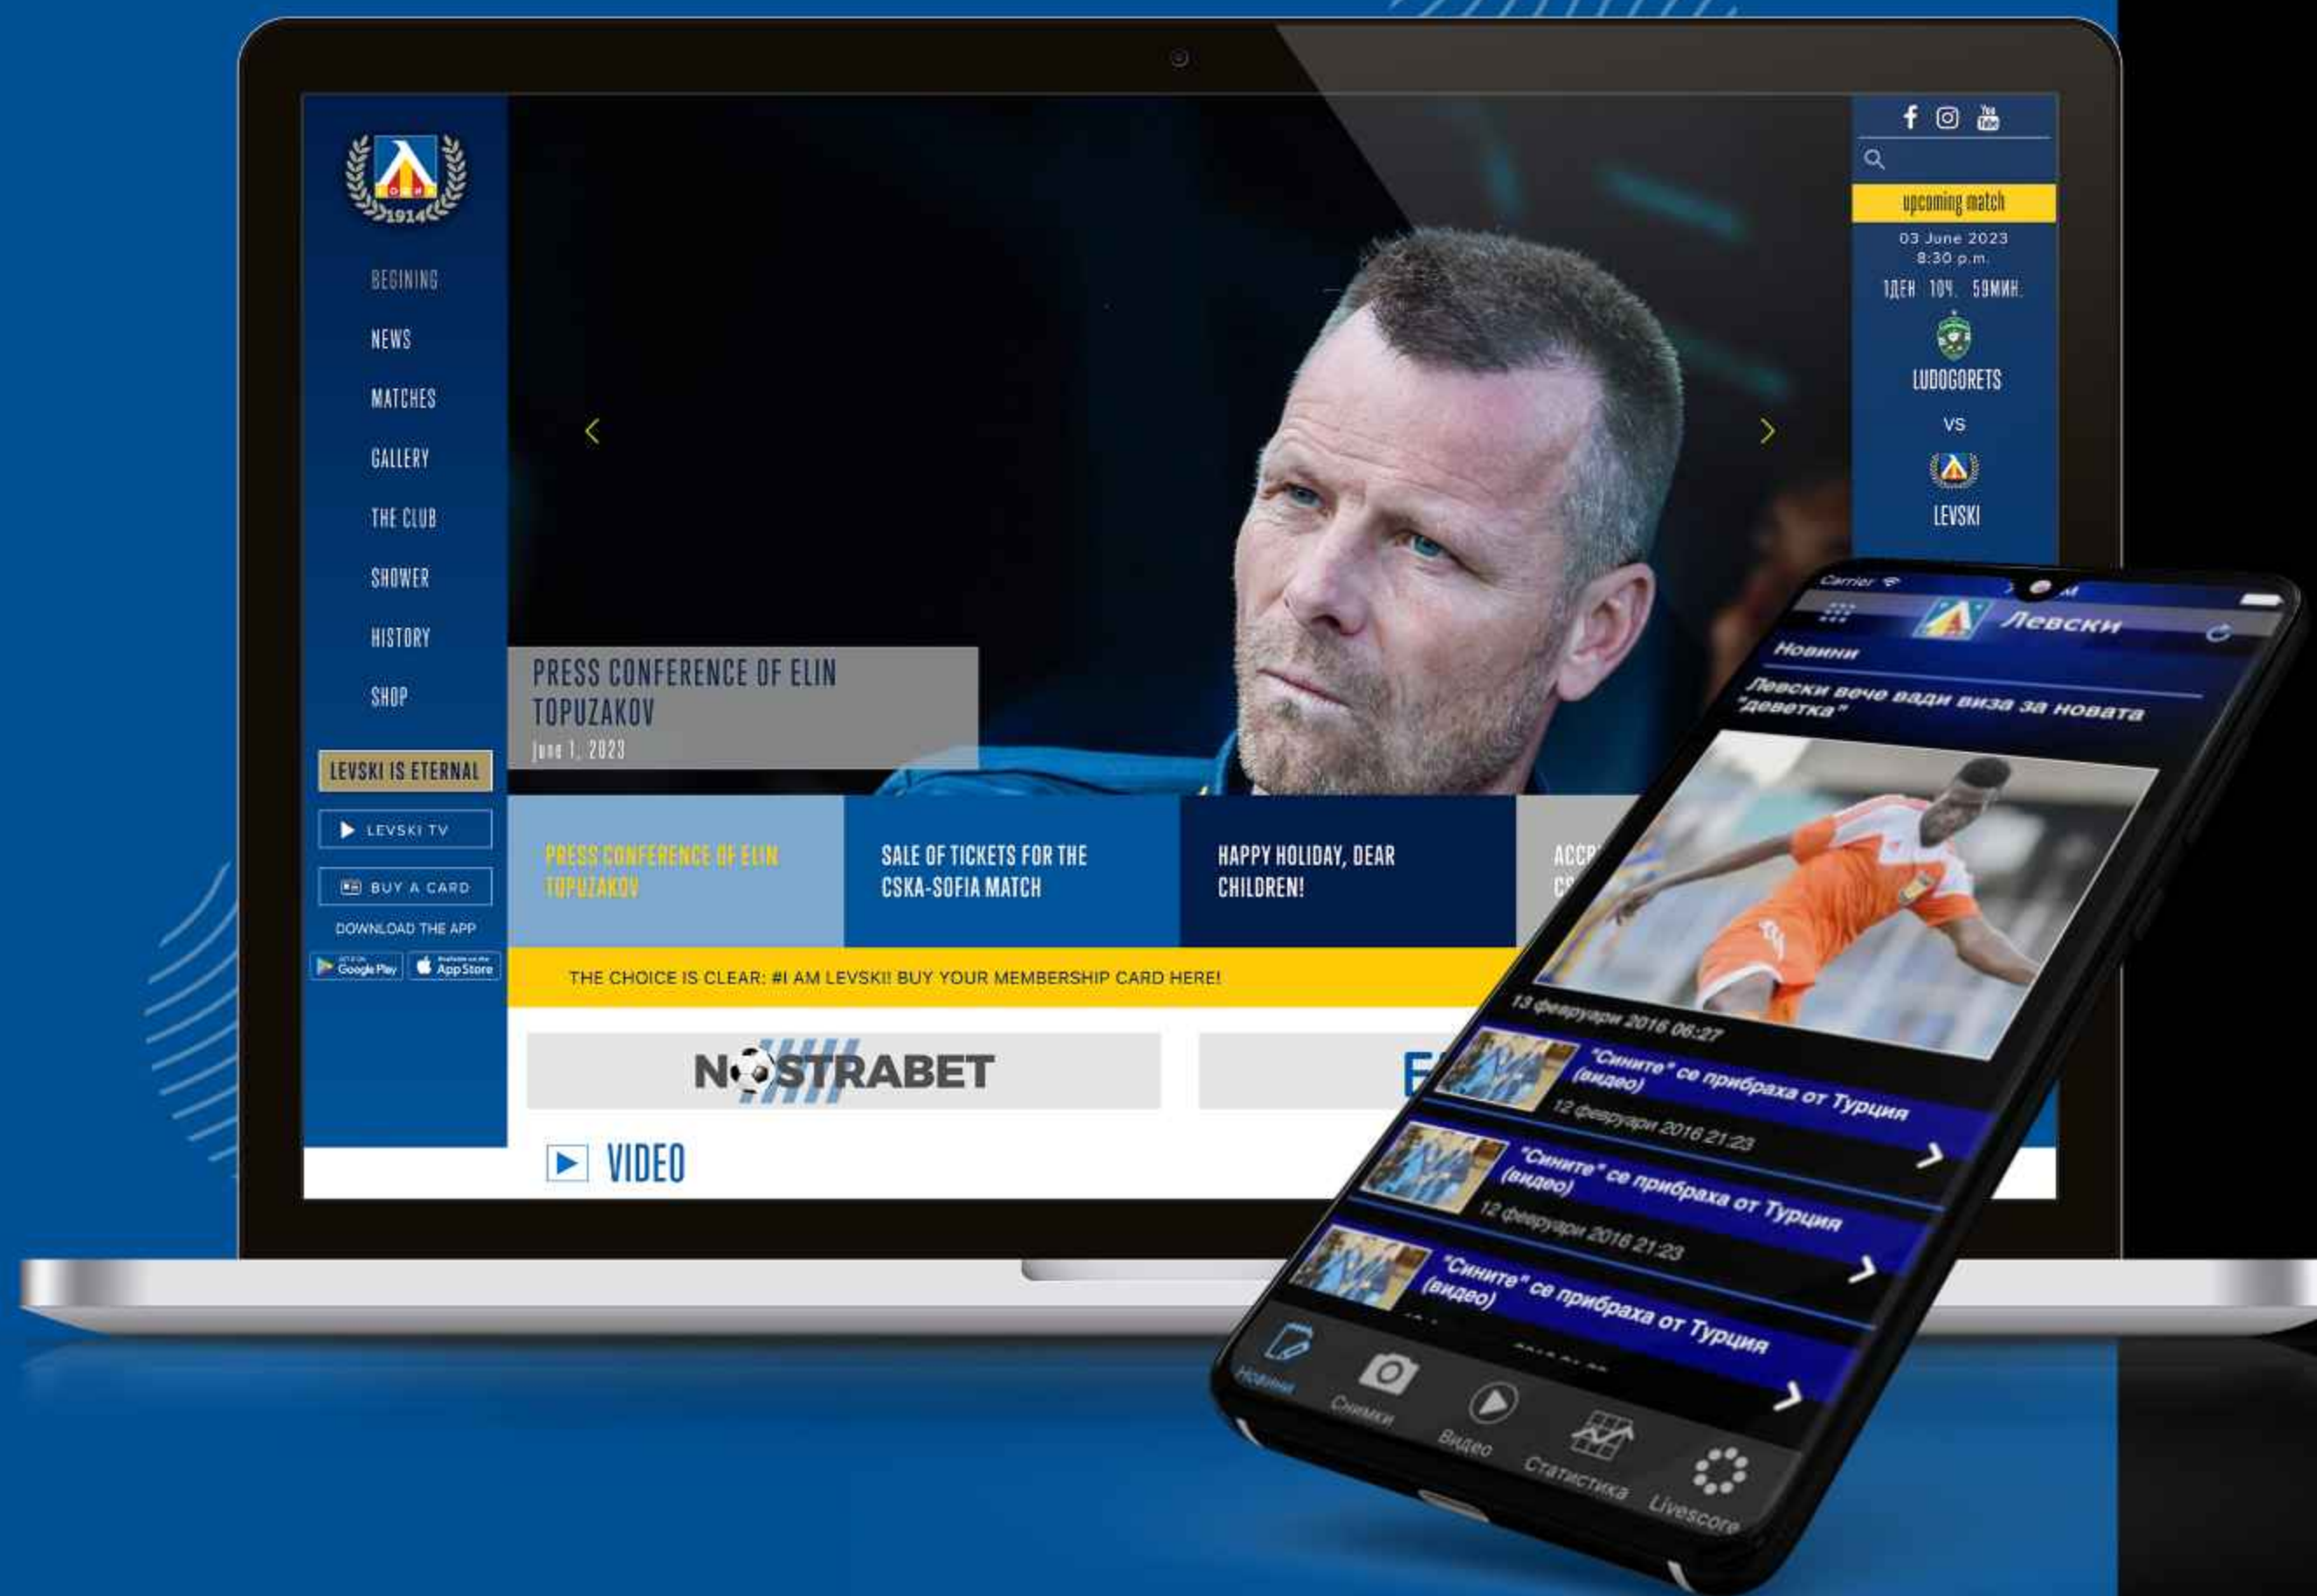 СОФИЯ
1914
BEGINING
NEWS
MATCHES
GALLERY
THE CLUB
SHOWER
HISTORY
SHOP
LEVSKI IS ETERNAL
LEVSKI TV
BUY A CARD
DOWNLOAD THE APP
Google Play
App Store
PRESS CONFERENCE OF ELIN
TOPUZAKOV
june 1, 2023
PRESS CONFERENCE OF ELIN
TOPUZAKOV
SALE OF TICKETS FOR THE
CSKA-SOFIA MATCH
HAPPY HOLIDAY, DEAR
CHILDREN!
THE CHOICE IS CLEAR: #I AM LEVSKI! BUY YOUR MEMBERSHIP CARD HERE!
NOSTRABET
VIDEO
You
Tube
upcoming match
03 June 2023
8:30 p.m.
1ДЕН 10Ч. 59МИН.
LUDOGORETS
VS
LEVSKI
Carrier
Левски
Новини
Левски вече вади виза за новата
"деветка"
13 февруари 2016 06:27
"Сините" се прибраха от Турция
(видео)
12 февруари 2016 21:23
"Сините" се прибраха от Турция
(видео)
12 февруари 2016 21:23
"Сините" се прибраха от Турция
(видео)
Новини
Снимки
Видео
Статистика
Livescore